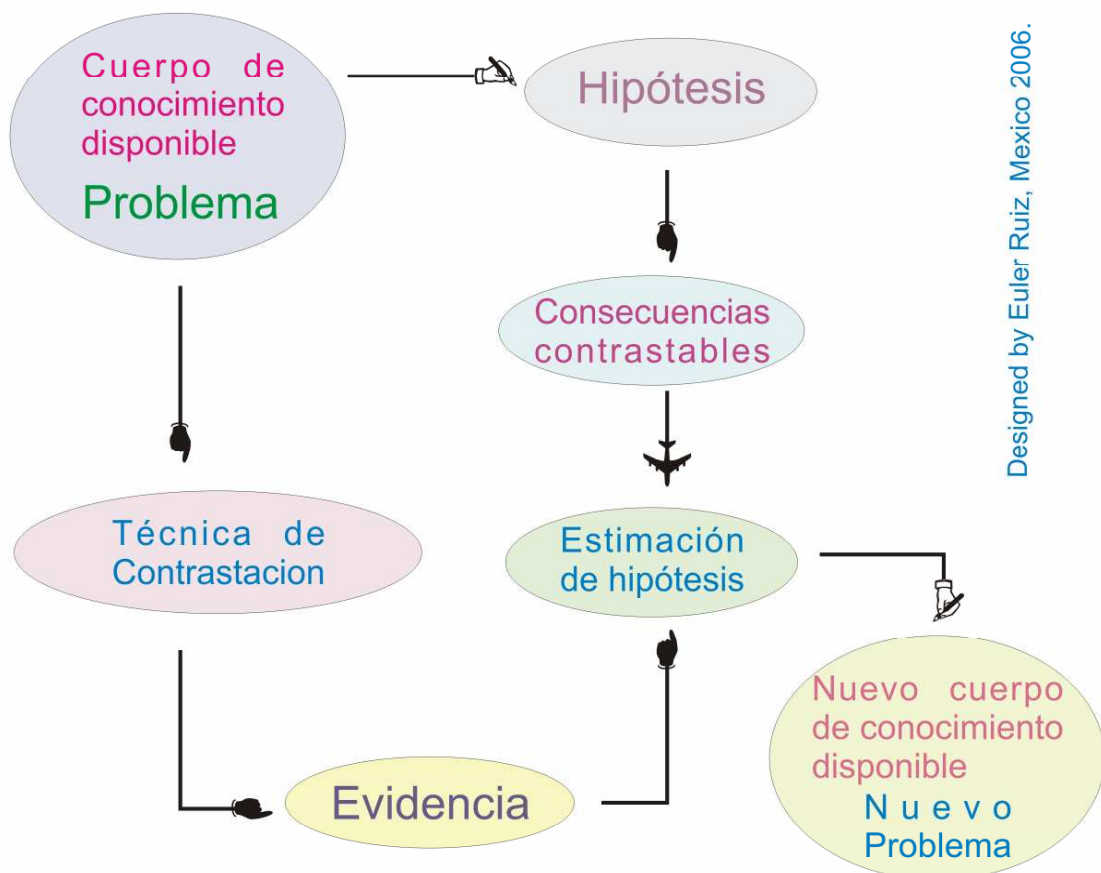 Cuerpo de
conocimiento
disponible
Problema
Hipótesis
Consecuencias
contrastables
Técnica de
Contrastacion
Estimación
de hipótesis
Evidencia
Nuevo cuerpo
de conocimiento
disponible
Nuevo
Problema
Designed by Euler Ruiz, Mexico 2006.